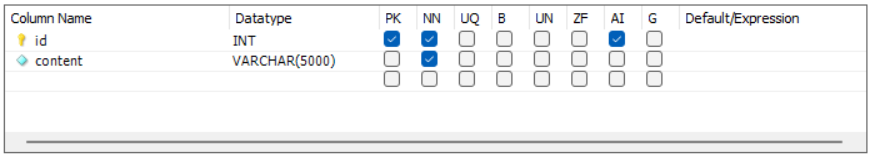 Column Name Datatype PK NN UQ B UN ZF AI G Default/Expression
id INT
content VARCHAR(5000)